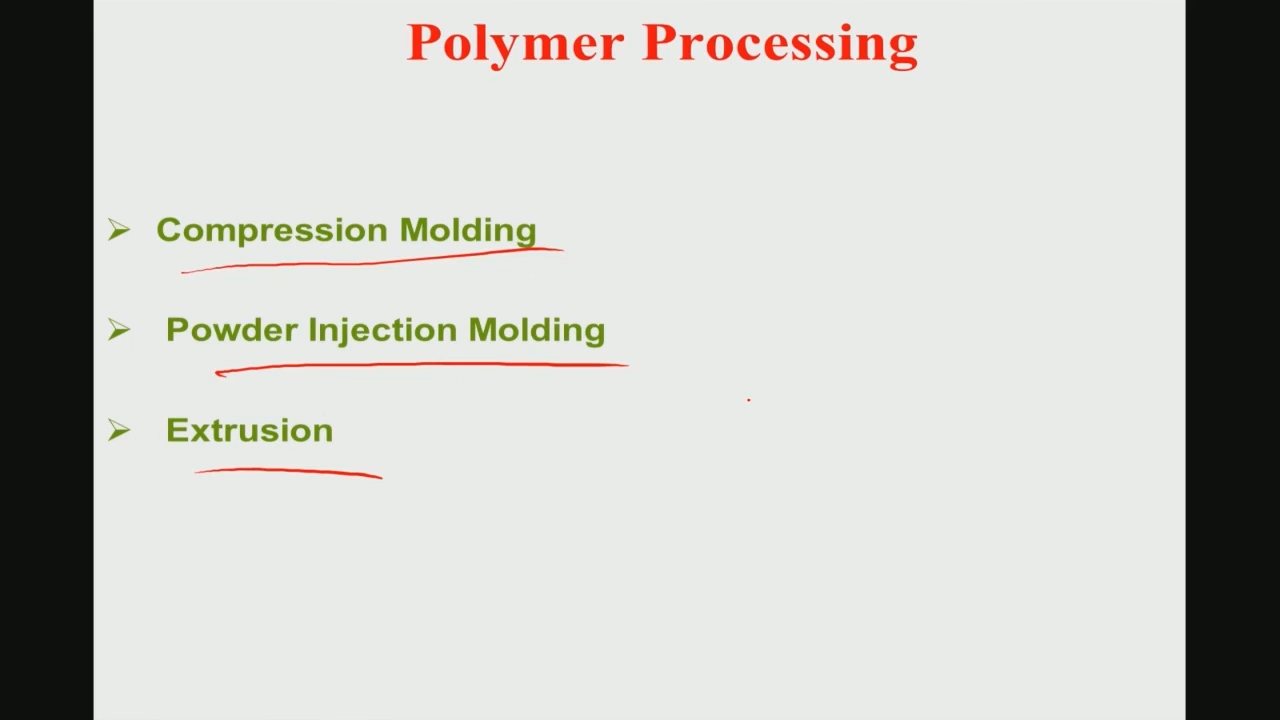 Polymer Processing
➢ Compression Molding
➢ Powder Injection Molding
➢ Extrusion